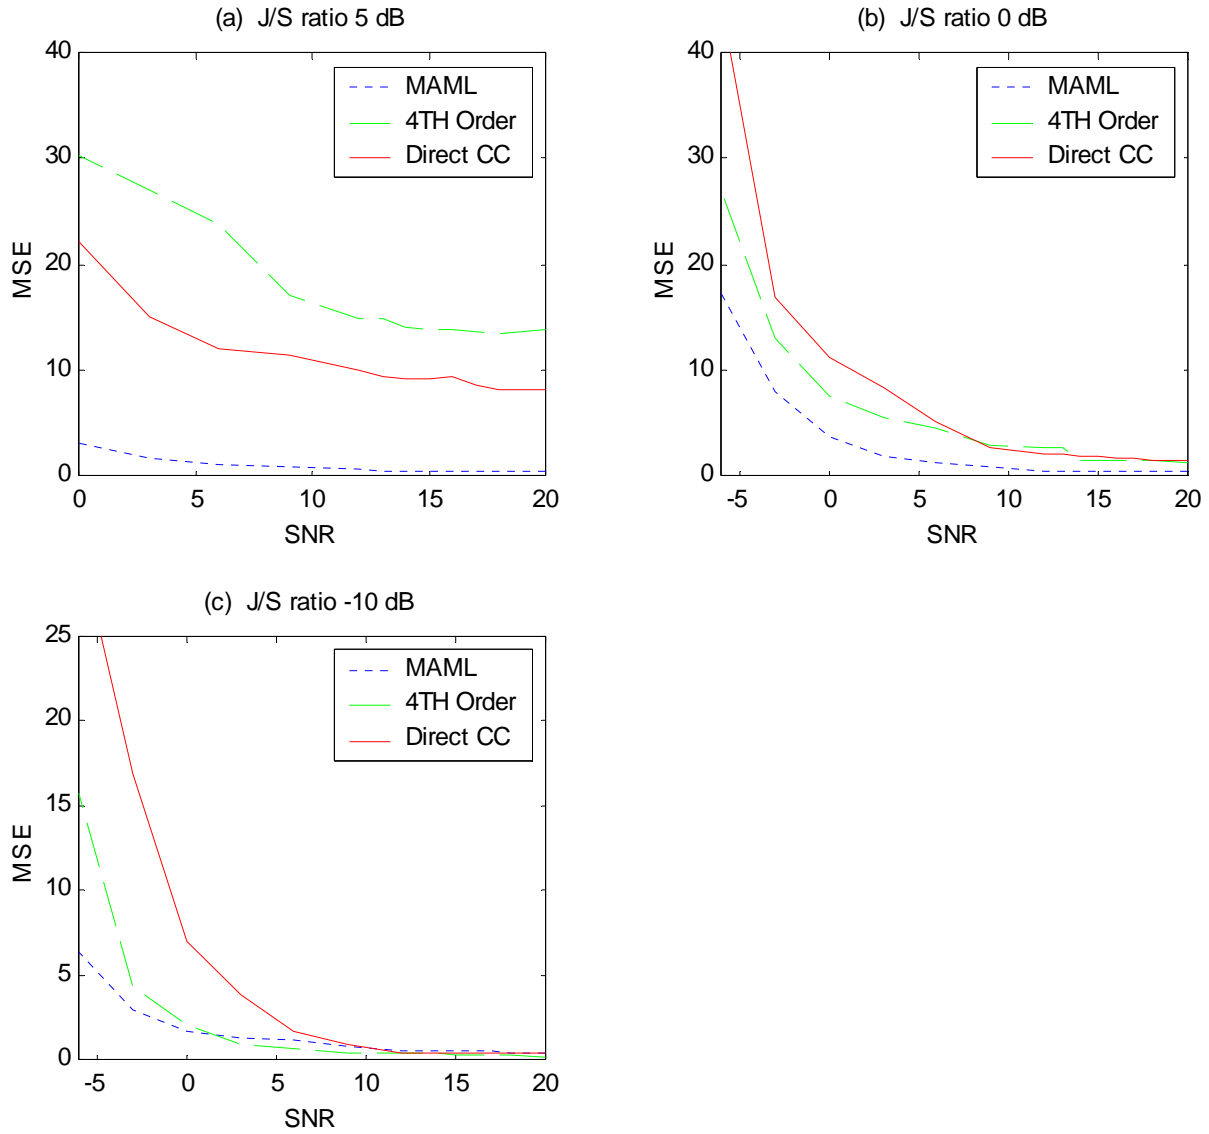 (a) J/S ratio 5 dB
40
30
20
10
0
MSE
0 5 10 15 20
SNR
MAML
4TH Order
Direct CC
(b) J/S ratio 0 dB
40
30
20
10
0
MSE
-5 0 5 10 15 20
SNR
MAML
4TH Order
Direct CC
(c) J/S ratio -10 dB
25
20
15
10
5
0
MSE
-5 0 5 10 15 20
SNR
MAML
4TH Order
Direct CC